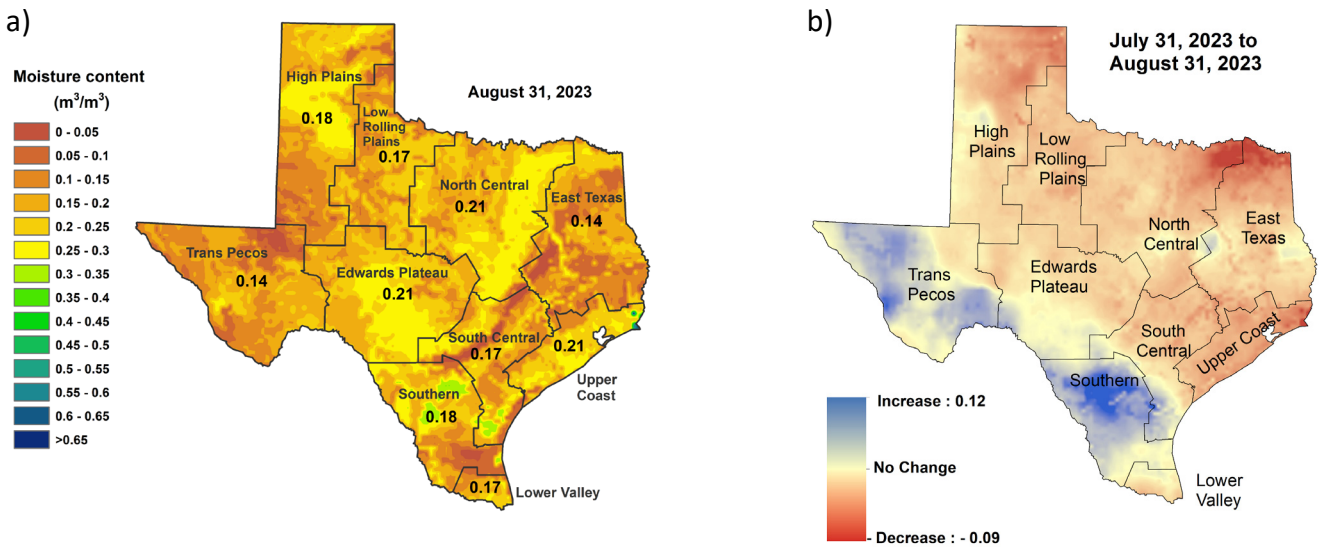 a)
Moisture content
(m³/m³)
0 - 0.05
0.05 - 0.1
0.1 - 0.15
0.15 - 0.2
0.2 - 0.25
0.25 - 0.3
0.3 - 0.35
0.35 - 0.4
0.4 - 0.45
0.45 - 0.5
0.5 - 0.55
0.55 - 0.6
0.6 - 0.65
>0.65
August 31, 2023
High Plains
0.18
Low
Rolling
Plains
0.17
North Central
0.21
East Texas
0.14
Trans Pecos
0.14
Edwards Plateau
0.21
South Central
0.17
0.21
Upper
Coast
Southern
0.18
0.17
Lower Valley
b)
July 31, 2023 to
August 31, 2023
High
Plains
Low
Rolling
Plains
North
Central
East
Texas
Trans
Pecos
Edwards
Plateau
South
Central
Upper Coast
Southern
Lower
Valley
Increase : 0.12
No Change
Decrease : - 0.09